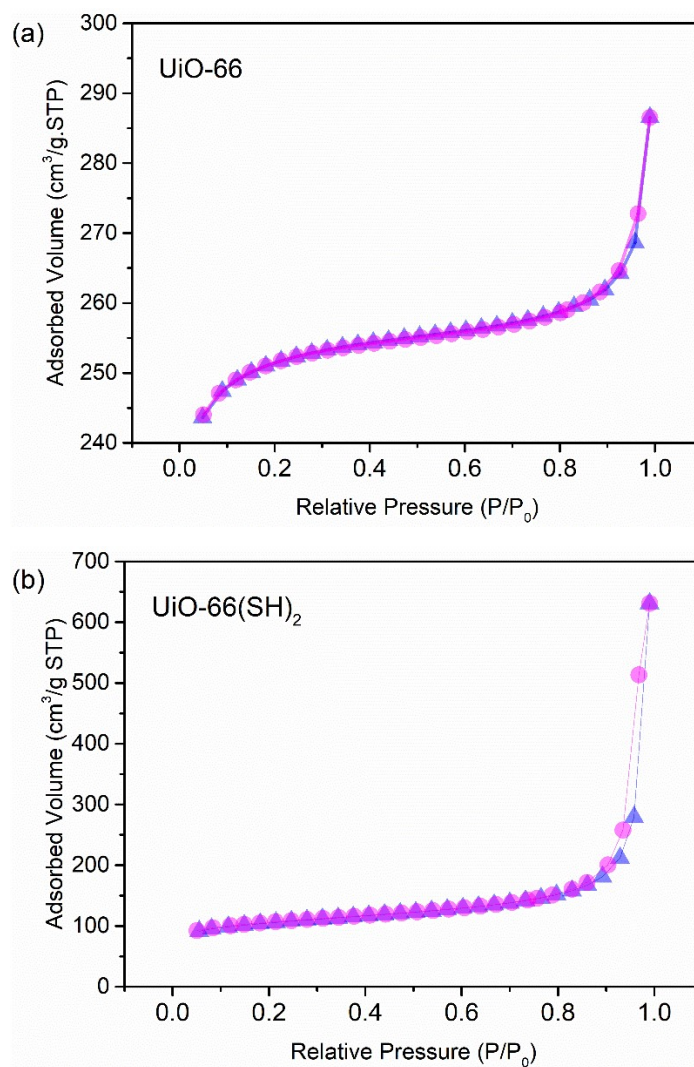 (a)
UiO-66
300
290
280
270
260
250
240
Adsorbed Volume (cm³/g.STP)
0.0 0.2 0.4 0.6 0.8 1.0
Relative Pressure (P/P₀)
(b)
UiO-66(SH)₂
700
600
500
400
300
200
100
0
Adsorbed Volume (cm³/g STP)
0.0 0.2 0.4 0.6 0.8 1.0
Relative Pressure (P/P₀)